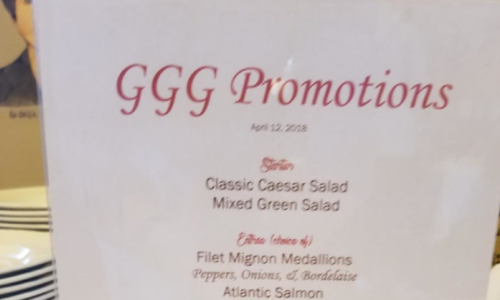 GGG Promotions
April 12, 2018
Starters
Classic Caesar Salad
Mixed Green Salad
Entree (choice of)
Filet Mignon Medallions
Peppers, Onions, & Bordelaise
Atlantic Salmon